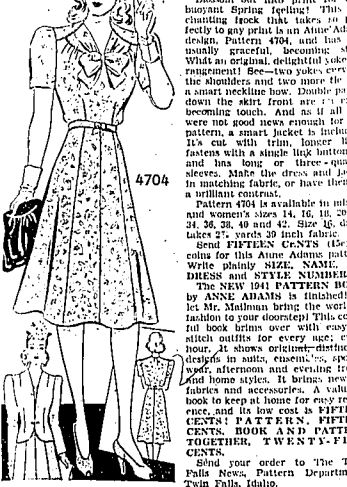 buoyant Spring feeling! This
chanting frock that takes so
fectly to gay print is an Anne Ad
design, Pattern 4704, and has
usually graceful, becoming
What an original, delightful yoke
rangement! See—two yokes
the shoulders and two more tie
a smart neckline bow. Double pa
down the skirt front are
becoming touch. And as if all
were not good news enough for
pattern, a smart jacket is inclu
It's cut with trim, longer
fastens with a single link button
and has long or three-qua
sleeves. Make the dress and ja
in matching fabric, or have them
a brilliant contrast.
4704
Pattern 4704 is available in
and women's sizes 14, 16, 18, 20
34, 36, 38, 40 and 42. Size 16, d
takes 2⅞ yards 39 inch fabric.
Send FIFTEEN CENTS (15c
coins for this Anne Adams patt
Write plainly SIZE, NAME,
DRESS and STYLE NUMBER
The NEW 1941 PATTERN BO
by ANNE ADAMS is finished!
let Mr. Mailman bring the worl
fashion to your doorstep! This co
ful book brims over with easy
stitch outfits for every age; e
hour. It shows original, distinc
designs in suits, spo
wear, afternoon and evening fr
and home styles. It brings new
fabrics and accessories. A valu
book to keep at home for easy re
ence, and its low cost is FIFT
CENTS! PATTERN, FIFT
CENTS. BOOK AND PATT
TOGETHER, TWENTY-FI
CENTS.
Send your order to The T
Falls News, Pattern Departm
Twin Falls, Idaho.